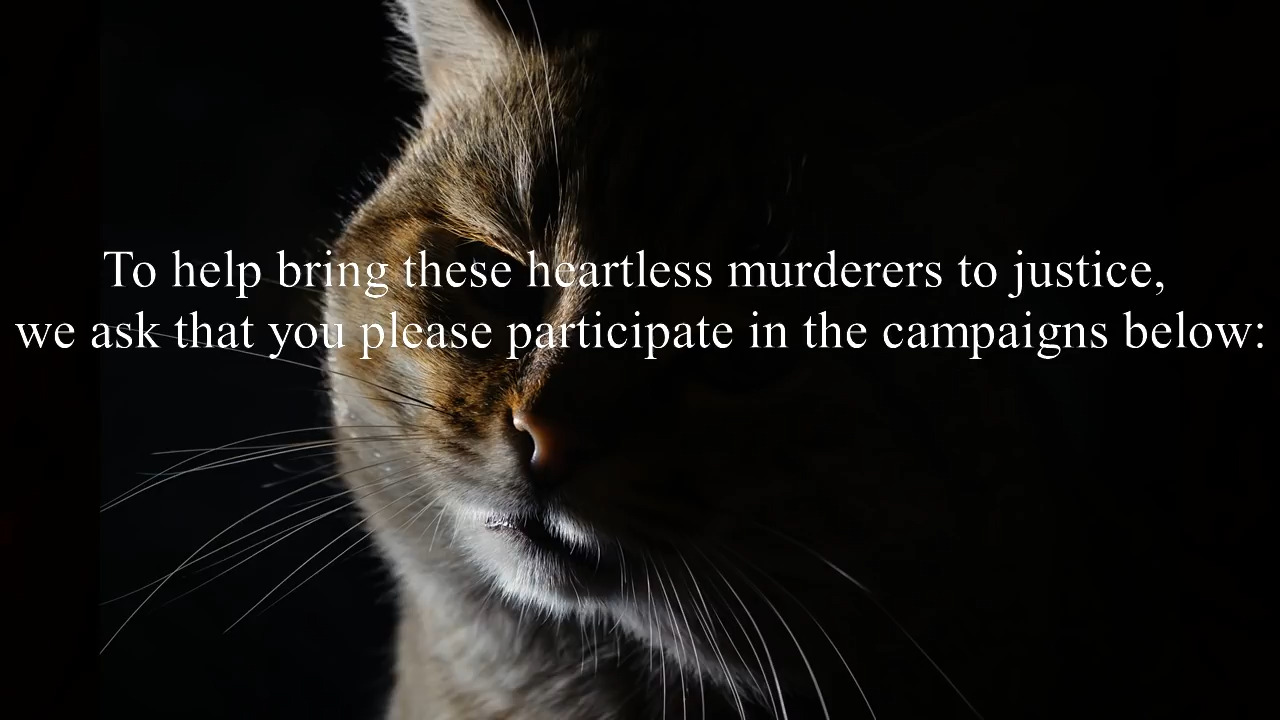 To help bring these heartless murderers to justice,
we ask that you please participate in the campaigns below: